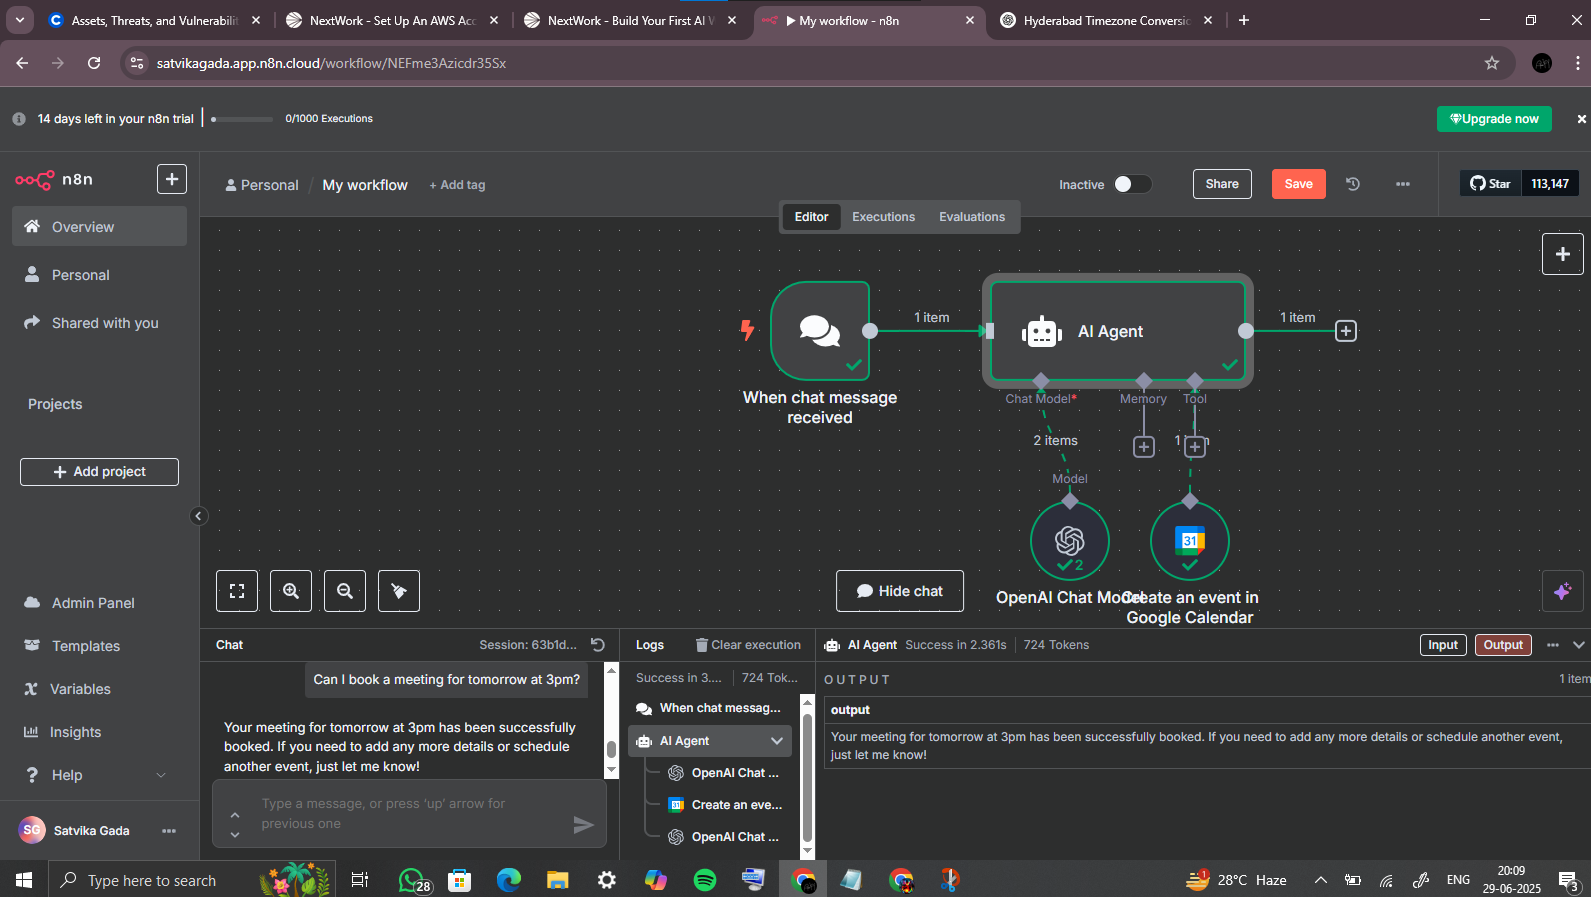 Assets, Threats, and Vulnerabilit
NextWork - Set Up An AWS Acc
NextWork - Build Your First AI W
My workflow - n8n
Hyderabad Timezone Conversio
satvikagada.app.n8n.cloud/workflow/NEFme3Azicdr35Sx
14 days left in your n8n trial
0/1000 Executions
Upgrade now
n8n
Personal / My workflow + Add tag
Inactive
Share
Save
Star 113,147
Editor
Executions
Evaluations
Overview
Personal
Shared with you
Projects
+ Add project
Admin Panel
Templates
Variables
Insights
Help
SG Satvika Gada
1 item
AI Agent
1 item
When chat message
received
Chat Model*
Memory
Tool
2 items
Model
31
2
OpenAI Chat Model
Create an event in
Google Calendar
Hide chat
Chat
Session: 63b1d...
Can I book a meeting for tomorrow at 3pm?
Your meeting for tomorrow at 3pm has been successfully
booked. If you need to add any more details or schedule
another event, just let me know!
Type a message, or press 'up' arrow for
previous one
Logs
Clear execution
Success in 3....
724 Tok...
When chat messag...
AI Agent
OpenAI Chat ...
Create an eve...
OpenAI Chat ...
AI Agent Success in 2.361s 724 Tokens
Input
Output
OUTPUT
1 item
output
Your meeting for tomorrow at 3pm has been successfully booked. If you need to add any more details or schedule another event,
just let me know!
Type here to search
28
1
28°C Haze
ENG
20:09
29-06-2025
3